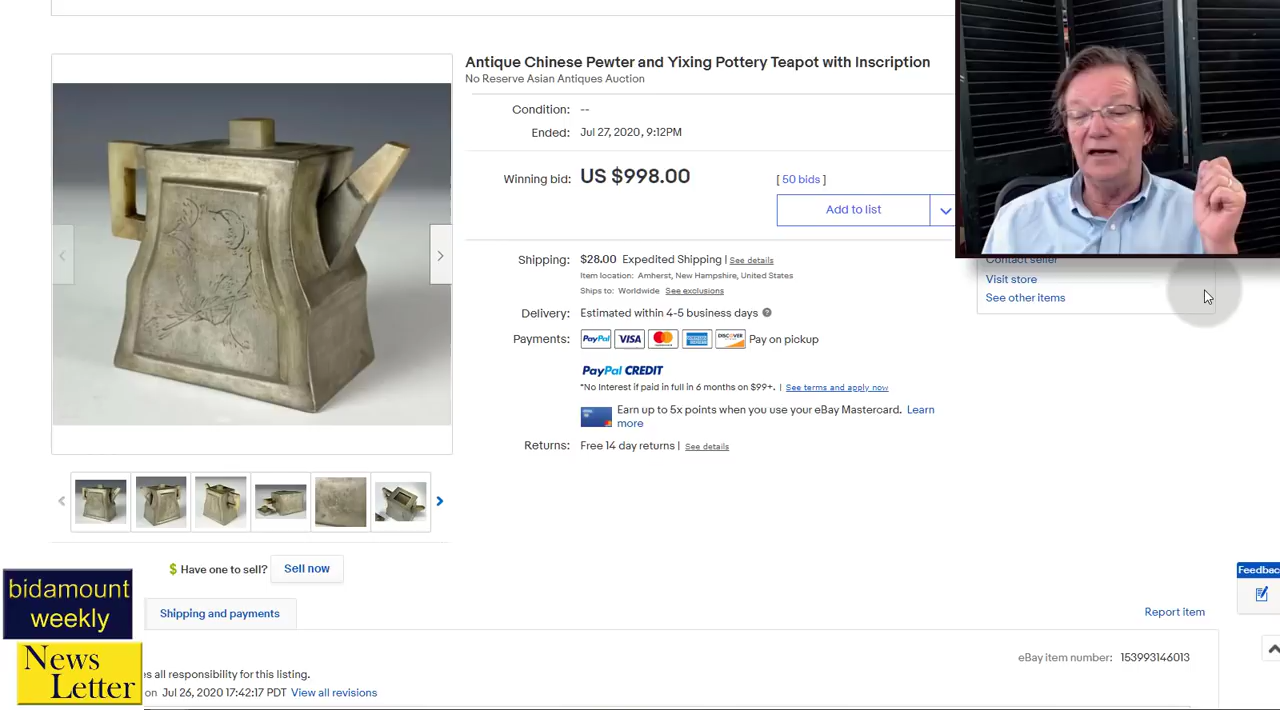 Antique Chinese Pewter and Yixing Pottery Teapot with Inscription
No Reserve Asian Antiques Auction
Condition: --
Ended: Jul 27, 2020, 9:12PM
Winning bid: US $998.00 [ 50 bids ]
Add to list
Shipping: $28.00 Expedited Shipping | See details
Item location: Amherst, New Hampshire, United States
Ships to: Worldwide See exclusions
Delivery: Estimated within 4-5 business days
Payments: PayPal VISA MasterCard DISCOVER Pay on pickup
PayPal CREDIT
*No Interest if paid in full in 6 months on $99+. | See terms and apply now
Earn up to 5x points when you use your eBay Mastercard. Learn
more
Returns: Free 14 day returns | See details
Contact seller
Visit store
See other items
$ Have one to sell? Sell now
Shipping and payments
Report item
Feedbac
eBay item number: 153993146013
es all responsibility for this listing.
on Jul 26, 2020 17:42:17 PDT View all revisions
bidamount
weekly
News
Letter